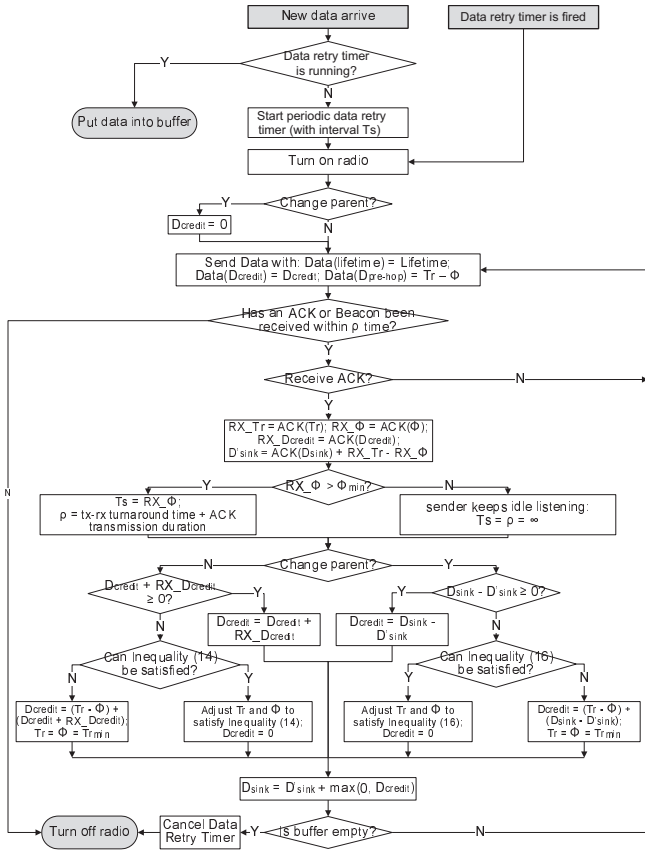 New data arrive
Data retry timer is fired
Data retry timer
is running?
Y
N
Put data into buffer
Start periodic data retry
timer (with interval Ts)
Turn on radio
Change parent?
Y
Dcredit = 0
N
Send Data with: Data(lifetime) = Lifetime;
Data(Dcredit) = Dcredit; Data(Dpre-hop) = Tr – Φ
Has an ACK or Beacon been
received within ρ time?
Y
Receive ACK?
N
Y
RX_Tr = ACK(Tr); RX_Φ = ACK(Φ);
RX_Dcredit = ACK(Dcredit);
D'sink = ACK(Dsink) + RX_Tr - RX_Φ
N
Y
RX_Φ > Φmin?
N
Ts = RX_Φ;
ρ = tx-rx turnaround time + ACK
transmission duration
sender keeps idle listening:
Ts = ρ = ∞
N
Change parent?
Y
Dcredit + RX_Dcredit
≥ 0?
Y
Y
Dsink - D'sink ≥ 0?
N
Dcredit = Dcredit +
RX_Dcredit
Dcredit = Dsink -
D'sink
N
Can Inequality (14)
be satisfied?
Can Inequality (16)
be satisfied?
N
Y
Y
N
Dcredit = (Tr - Φ) +
(Dcredit + RX_Dcredit);
Tr = Φ = Trmin
Adjust Tr and Φ to
satisfy Inequality (14);
Dcredit = 0
Adjust Tr and Φ to
satisfy Inequality (16);
Dcredit = 0
Dcredit = (Tr - Φ) +
(Dsink - D'sink);
Tr = Φ = Trmin
Dsink = D'sink + max(0, Dcredit)
Turn off radio
Cancel Data
Retry Timer
Y
Is buffer empty?
N